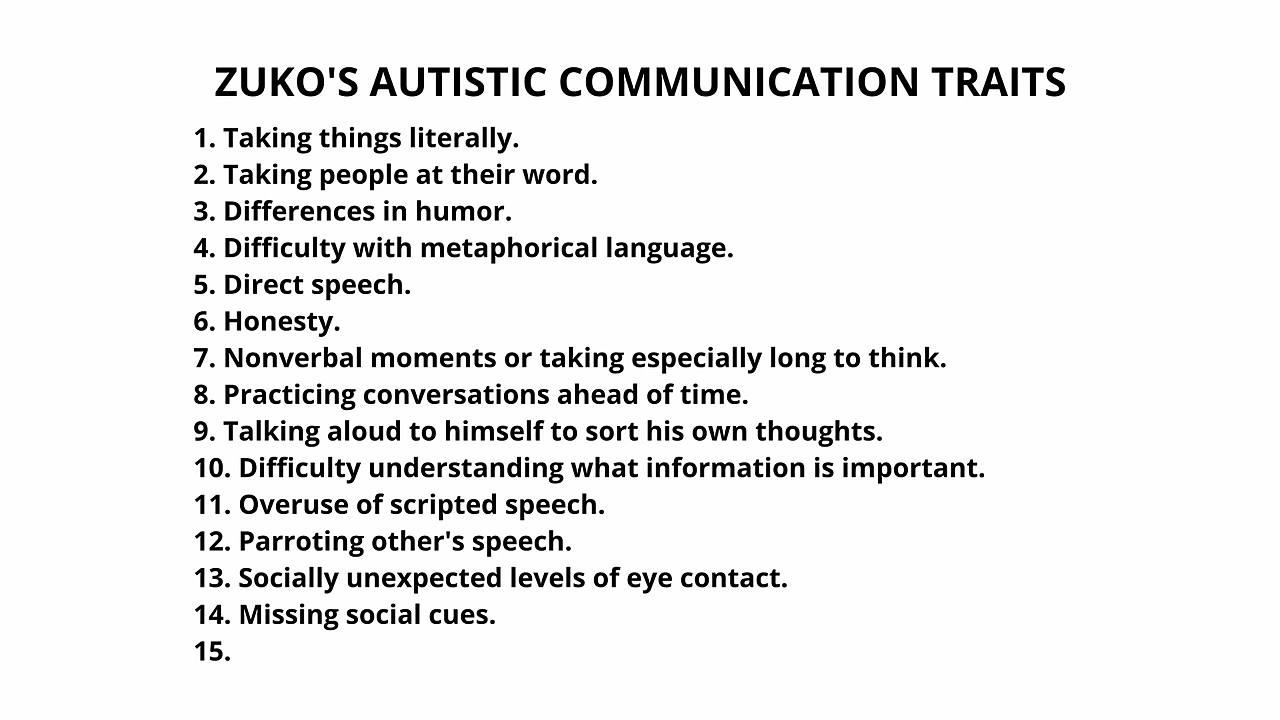 ZUKO'S AUTISTIC COMMUNICATION TRAITS
1. Taking things literally.
2. Taking people at their word.
3. Differences in humor.
4. Difficulty with metaphorical language.
5. Direct speech.
6. Honesty.
7. Nonverbal moments or taking especially long to think.
8. Practicing conversations ahead of time.
9. Talking aloud to himself to sort his own thoughts.
10. Difficulty understanding what information is important.
11. Overuse of scripted speech.
12. Parroting other's speech.
13. Socially unexpected levels of eye contact.
14. Missing social cues.
15.